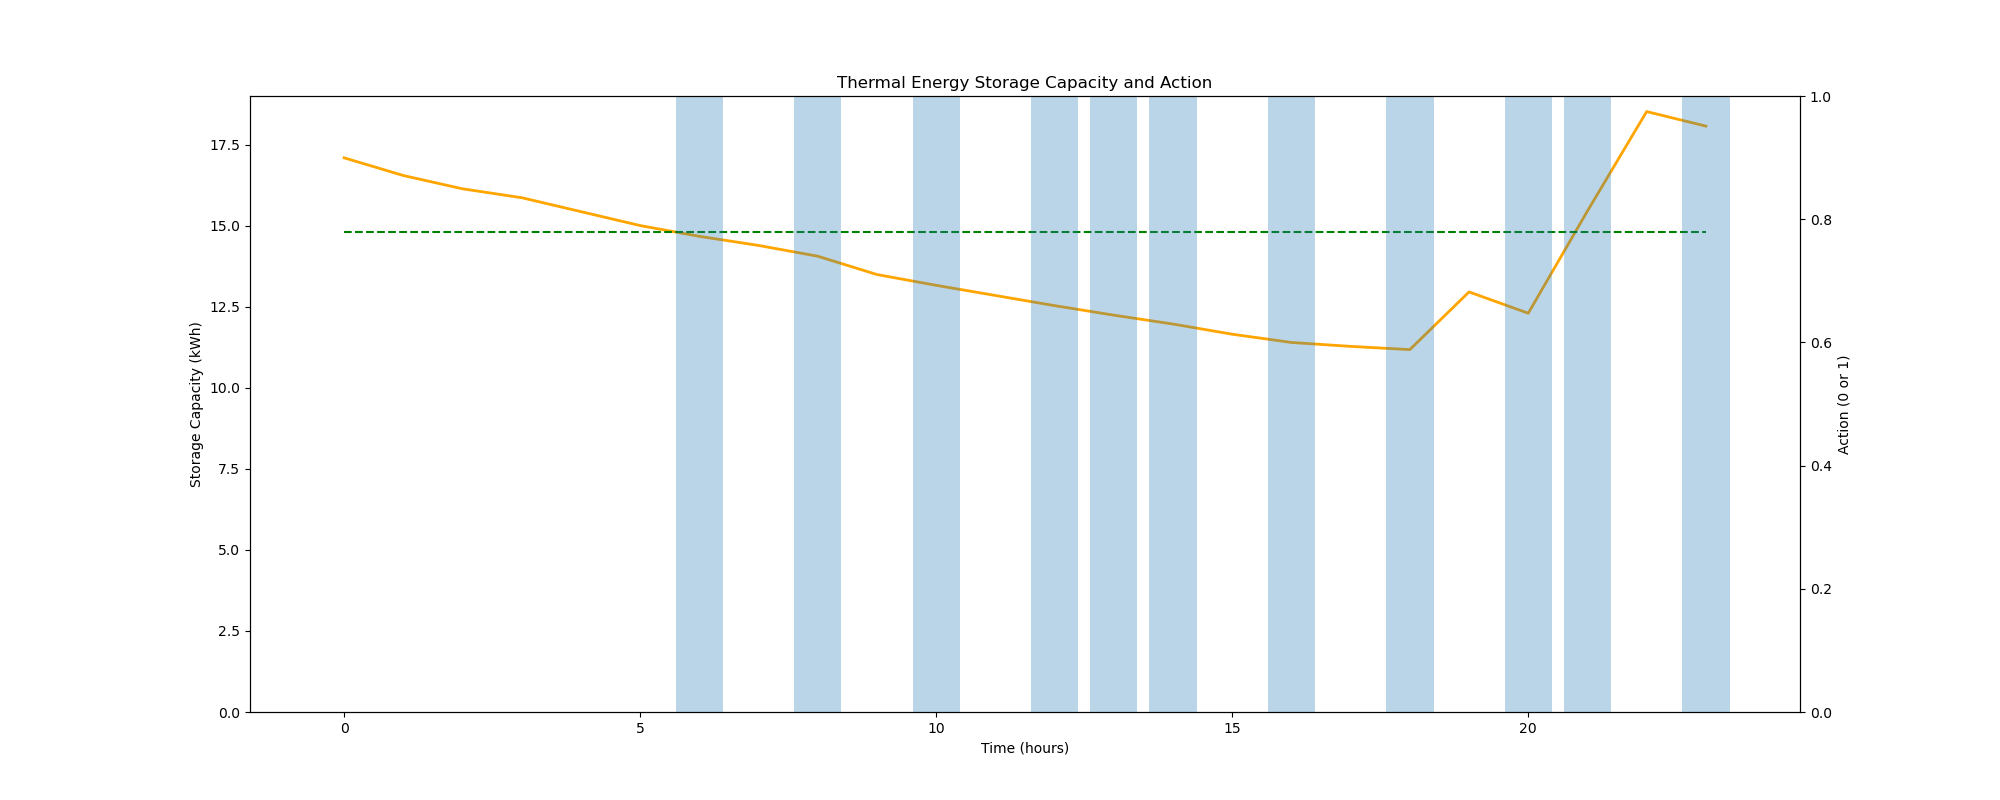 Thermal Energy Storage Capacity and Action
17.5
15.0
12.5
10.0
7.5
5.0
2.5
0.0
Storage Capacity (kWh)
1.0
0.8
0.6
0.4
0.2
0.0
Action (0 or 1)
0 5 10 15 20
Time (hours)